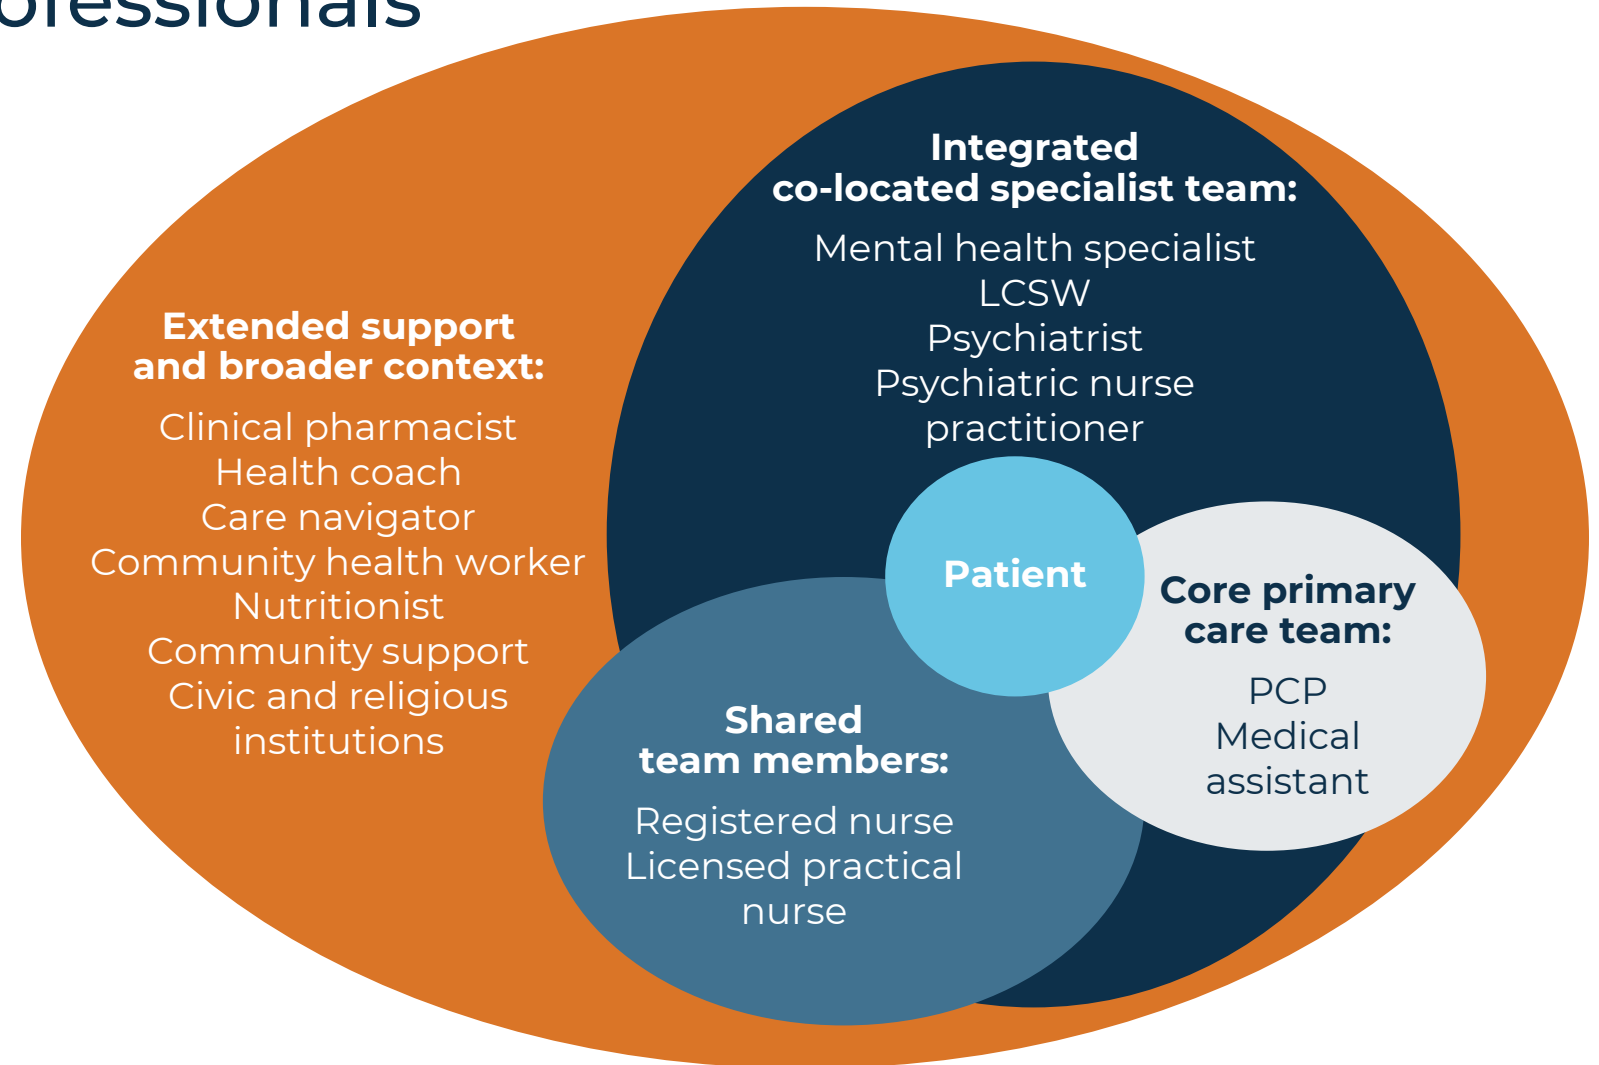 ofessionals
Integrated
co-located specialist team:
Mental health specialist
LCSW
Psychiatrist
Psychiatric nurse
practitioner
Extended support
and broader context:
Clinical pharmacist
Health coach
Care navigator
Community health worker
Nutritionist
Community support
Civic and religious
institutions
Patient
Core primary
care team:
PCP
Medical
assistant
Shared
team members:
Registered nurse
Licensed practical
nurse